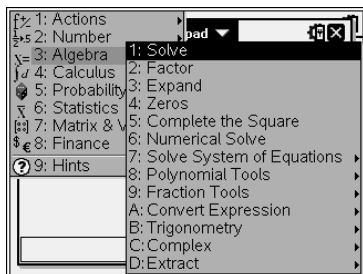 1: Actions
2: Number
3: Algebra
4: Calculus
5: Probability
6: Statistics
7: Matrix & V
8: Finance
9: Hints
pad
1: Solve
2: Factor
3: Expand
4: Zeros
5: Complete the Square
6: Numerical Solve
7: Solve System of Equations
8: Polynomial Tools
9: Fraction Tools
A: Convert Expression
B: Trigonometry
C: Complex
D: Extract